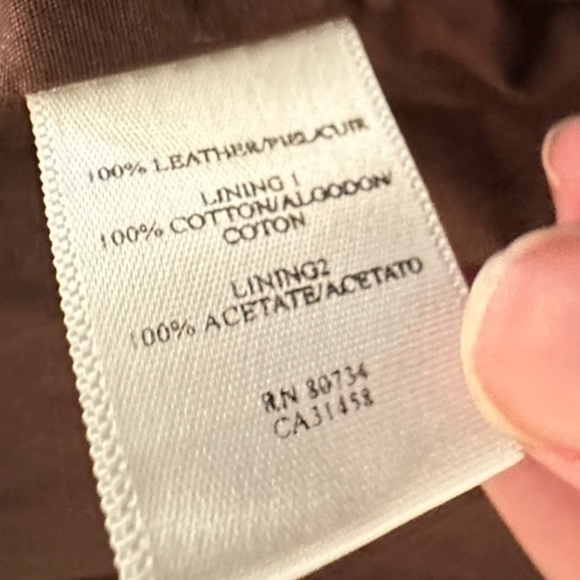 100% LEATHER/PIEL/CUIR
LINING 1
100% COTTON/ALGODON/
COTON
LINING2
100% ACETATE/ACETATO
RN 80734
CA31458